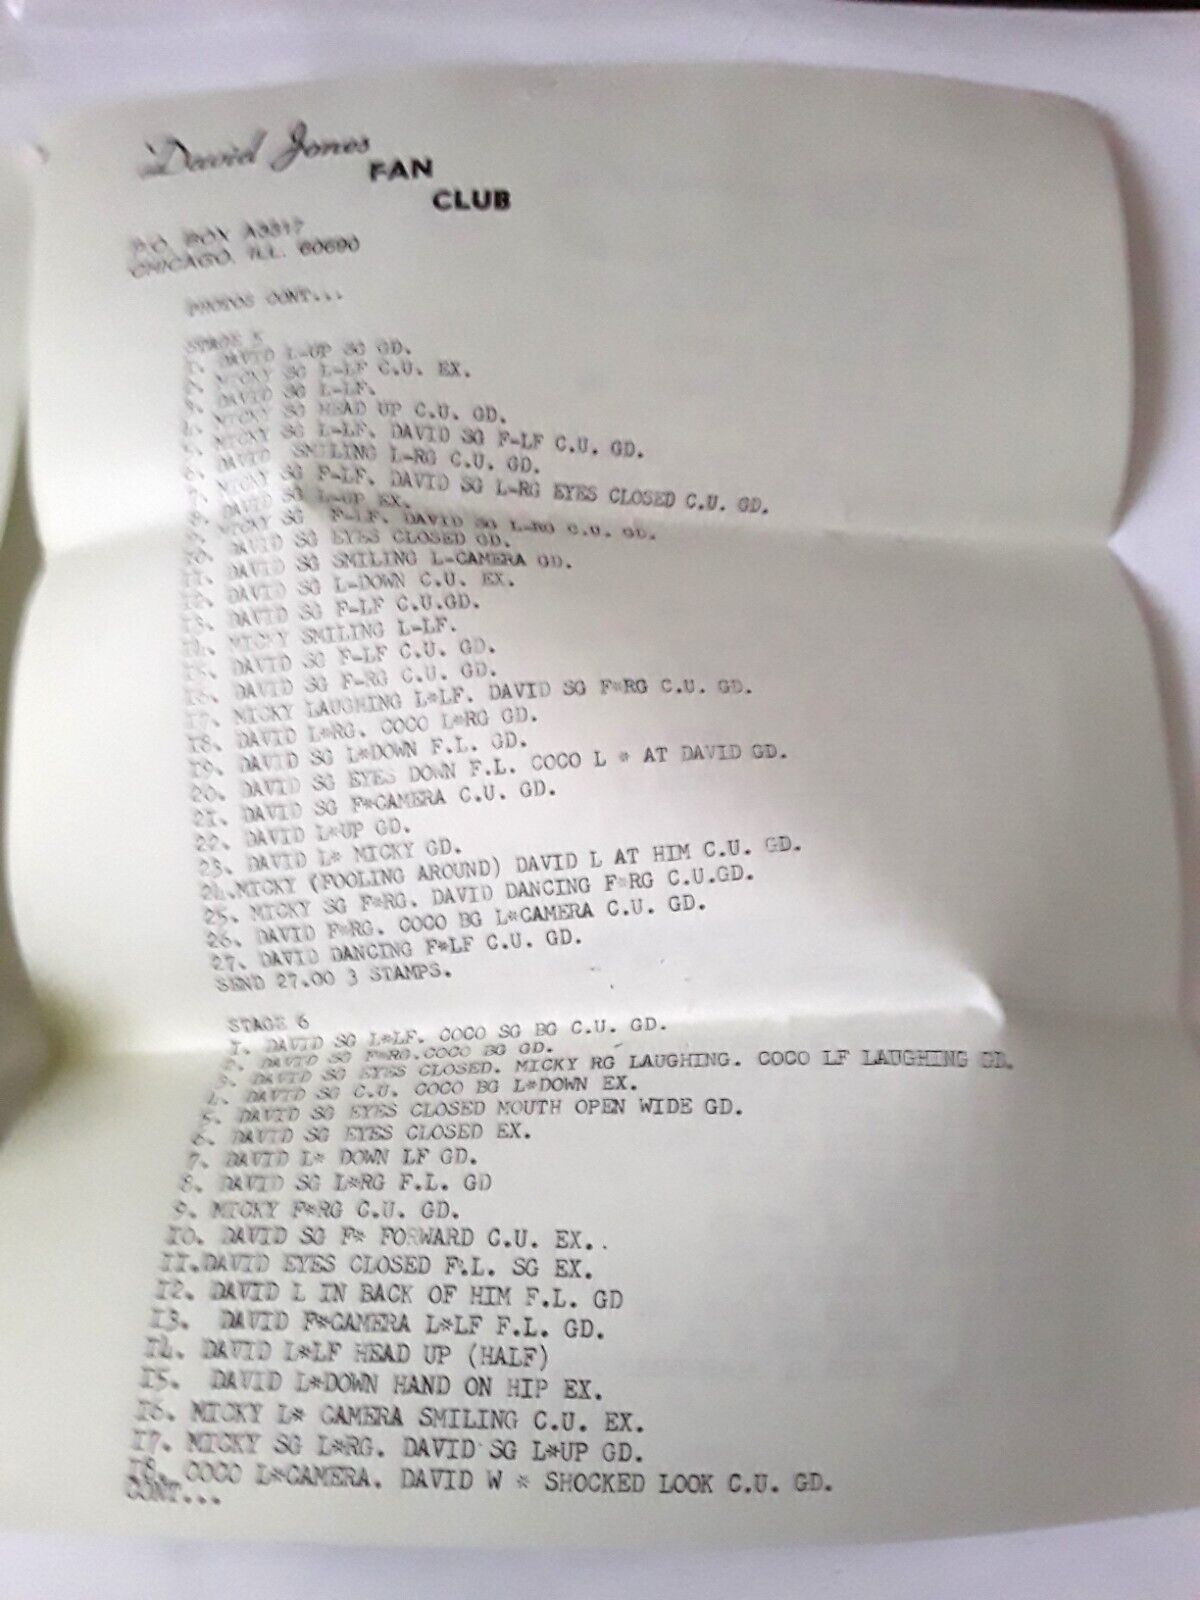 David Jones
FAN
CLUB
P.O. BOX A3317
CHICAGO, ILL. 60690
PHOTOS CONT...
STAGE 5
1. DAVID L-UP SG GD.
2. MICKY SG L-LF C.U. EX.
3. DAVID SG L-LF.
4. MICKY SG HEAD UP C.U. GD.
5. MICKY SG L-LF. DAVID SG F-LF C.U. GD.
6. DAVID SMILING L-RG C.U. GD.
7. MICKY SG F-LF. DAVID SG L-RG EYES CLOSED C.U. GD.
8. DAVID SG L-UP EX.
9. MICKY SG F-LF. DAVID SG L-RG C.U. GD.
10. DAVID SG EYES CLOSED GD.
11. DAVID SG SMILING L-CAMERA GD.
12. DAVID SG L-DOWN C.U. EX.
13. DAVID SG F-LF C.U.GD.
14. MICKY SMILING L-LF.
15. DAVID SG F-LF C.U. GD.
16. DAVID SG F-RG C.U. GD.
17. MICKY LAUGHING L*LF. DAVID SG F*RG C.U. GD.
18. DAVID L*RG. COCO L*RG GD.
19. DAVID SG L*DOWN F.L. GD.
20. DAVID SG EYES DOWN F.L. COCO L * AT DAVID GD.
21. DAVID SG F*CAMERA C.U. GD.
22. DAVID L*UP GD.
23. DAVID L* MICKY GD.
24.MICKY (FOOLING AROUND) DAVID L AT HIM C.U. GD.
25. MICKY SG F*RG. DAVID DANCING F*RG C.U.GD.
26. DAVID F*RG. COCO BG L*CAMERA C.U. GD.
27. DAVID DANCING F*LF C.U. GD.
SEND 27.00 3 STAMPS.
STAGE 6
1. DAVID SG L*LF. COCO SG BG C.U. GD.
2. DAVID SG F*RG.COCO BG GD.
3. DAVID SG EYES CLOSED. MICKY RG LAUGHING. COCO LF LAUGHING GD.
4. DAVID SG C.U. COCO BG L*DOWN EX.
5. DAVID SG EYES CLOSED MOUTH OPEN WIDE GD.
6. DAVID SG EYES CLOSED EX.
7. DAVID L* DOWN LF GD.
8. DAVID SG L*RG F.L. GD
9. MICKY F*RG C.U. GD.
10. DAVID SG F* FORWARD C.U. EX..
11.DAVID EYES CLOSED F.L. SG EX.
12. DAVID L IN BACK OF HIM F.L. GD
13. DAVID F*CAMERA L*LF F.L. GD.
14. DAVID L*LF HEAD UP (HALF)
15. DAVID L*DOWN HAND ON HIP EX.
16. MICKY L* CAMERA SMILING C.U. EX.
17. MICKY SG L*RG. DAVID SG L*UP GD.
18. COCO L*CAMERA. DAVID W * SHOCKED LOOK C.U. GD.
CONT...